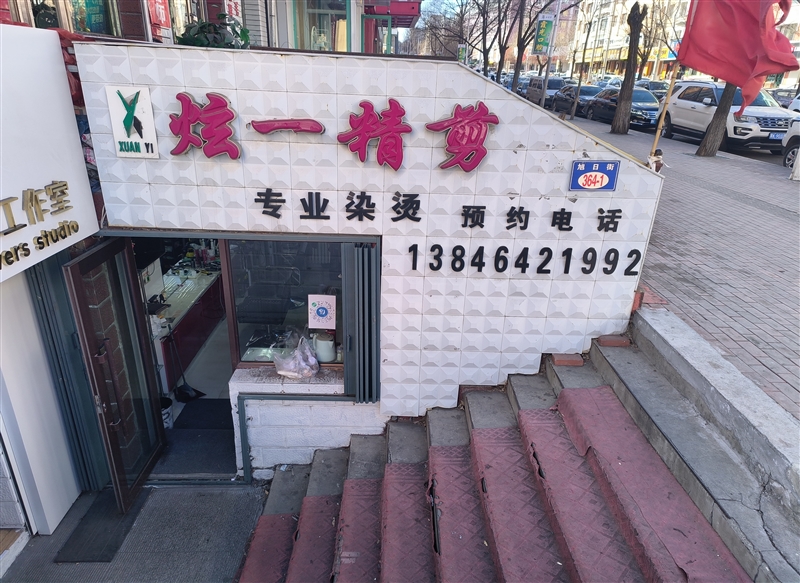 炫一精剪
XUAN YI
旭日街
364-1
专业染烫 预约电话
13846421992
工作室
wers studio